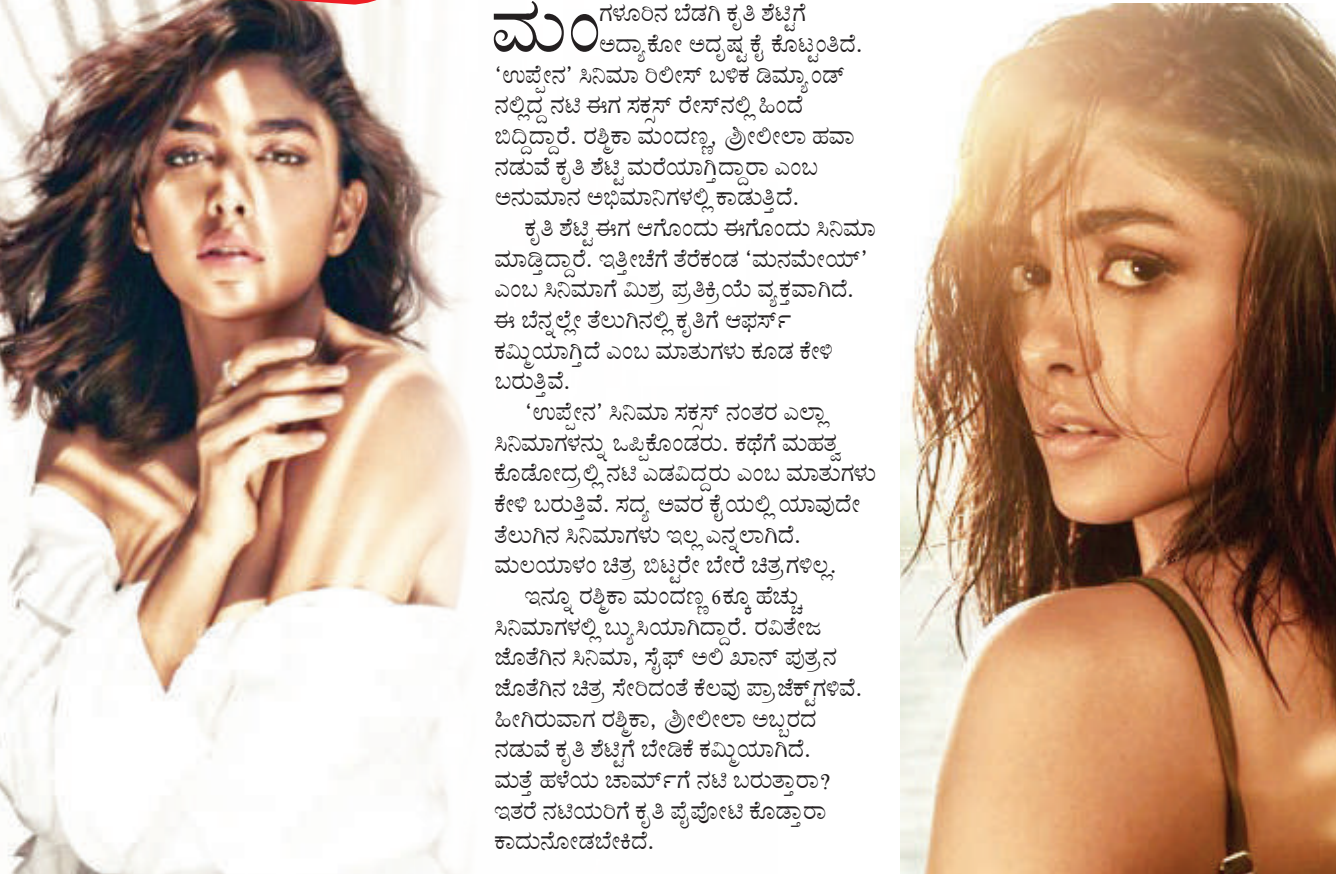 ಮಂಗಳೂರಿನ ಬೆಡಗಿ ಕೃತಿ ಶೆಟ್ಟಿಗೆ
ಅದ್ಯಾಕೋ ಅದೃಷ್ಟ ಕೈ ಕೊಟ್ಟಂತಿದೆ.
‘ಉಪ್ಪೇನ’ ಸಿನಿಮಾ ರಿಲೀಸ್ ಬಳಿಕ ಡಿಮ್ಯಾಂಡ್
ನಲ್ಲಿದ್ದ ನಟಿ ಈಗ ಸಕ್ಸಸ್ ರೇಸ್‌ನಲ್ಲಿ ಹಿಂದೆ
ಬಿದ್ದಿದ್ದಾರೆ. ರಶ್ಮಿಕಾ ಮಂದಣ್ಣ, ಶ್ರೀಲೀಲಾ ಹವಾ
ನಡುವೆ ಕೃತಿ ಶೆಟ್ಟಿ ಮರೆಯಾಗ್ತಿದ್ದಾರಾ ಎಂಬ
ಅನುಮಾನ ಅಭಿಮಾನಿಗಳಲ್ಲಿ ಕಾಡುತ್ತಿದೆ.
ಕೃತಿ ಶೆಟ್ಟಿ ಈಗ ಆಗೊಂದು ಈಗೊಂದು ಸಿನಿಮಾ
ಮಾಡ್ತಿದ್ದಾರೆ. ಇತ್ತೀಚೆಗೆ ತೆರೆಕಂಡ ‘ಮನಮೇಯ್’
ಎಂಬ ಸಿನಿಮಾಗೆ ಮಿಶ್ರ ಪ್ರತಿಕ್ರಿಯೆ ವ್ಯಕ್ತವಾಗಿದೆ.
ಈ ಬೆನ್ನಲ್ಲೇ ತೆಲುಗಿನಲ್ಲಿ ಕೃತಿಗೆ ಆಫರ್ಸ್
ಕಮ್ಮಿಯಾಗ್ತಿದೆ ಎಂಬ ಮಾತುಗಳು ಕೂಡ ಕೇಳಿ
ಬರುತ್ತಿವೆ.
‘ಉಪ್ಪೇನ’ ಸಿನಿಮಾ ಸಕ್ಸಸ್ ನಂತರ ಎಲ್ಲಾ
ಸಿನಿಮಾಗಳನ್ನು ಒಪ್ಪಿಕೊಂಡರು. ಕಥೆಗೆ ಮಹತ್ವ
ಕೊಡೋದ್ರಲ್ಲಿ ನಟಿ ಎಡವಿದ್ದರು ಎಂಬ ಮಾತುಗಳು
ಕೇಳಿ ಬರುತ್ತಿವೆ. ಸದ್ಯ ಅವರ ಕೈಯಲ್ಲಿ ಯಾವುದೇ
ತೆಲುಗಿನ ಸಿನಿಮಾಗಳು ಇಲ್ಲ ಎನ್ನಲಾಗಿದೆ.
ಮಲಯಾಳಂ ಚಿತ್ರ ಬಿಟ್ಟರೇ ಬೇರೆ ಚಿತ್ರಗಳಿಲ್ಲ.
ಇನ್ನೂ ರಶ್ಮಿಕಾ ಮಂದಣ್ಣ 6ಕ್ಕೂ ಹೆಚ್ಚು
ಸಿನಿಮಾಗಳಲ್ಲಿ ಬ್ಯುಸಿಯಾಗಿದ್ದಾರೆ. ರವಿತೇಜ
ಜೊತೆಗಿನ ಸಿನಿಮಾ, ಸೈಫ್ ಅಲಿ ಖಾನ್ ಪುತ್ರನ
ಜೊತೆಗಿನ ಚಿತ್ರ ಸೇರಿದಂತೆ ಕೆಲವು ಪ್ರಾಜೆಕ್ಟ್‌ಗಳಿವೆ.
ಹೀಗಿರುವಾಗ ರಶ್ಮಿಕಾ, ಶ್ರೀಲೀಲಾ ಅಬ್ಬರದ
ನಡುವೆ ಕೃತಿ ಶೆಟ್ಟಿಗೆ ಬೇಡಿಕೆ ಕಮ್ಮಿಯಾಗಿದೆ.
ಮತ್ತೆ ಹಳೆಯ ಚಾರ್ಮ್‌ಗೆ ನಟಿ ಬರುತ್ತಾರಾ?
ಇತರೆ ನಟಿಯರಿಗೆ ಕೃತಿ ಪೈಪೋಟಿ ಕೊಡ್ತಾರಾ
ಕಾದುನೋಡಬೇಕಿದೆ.